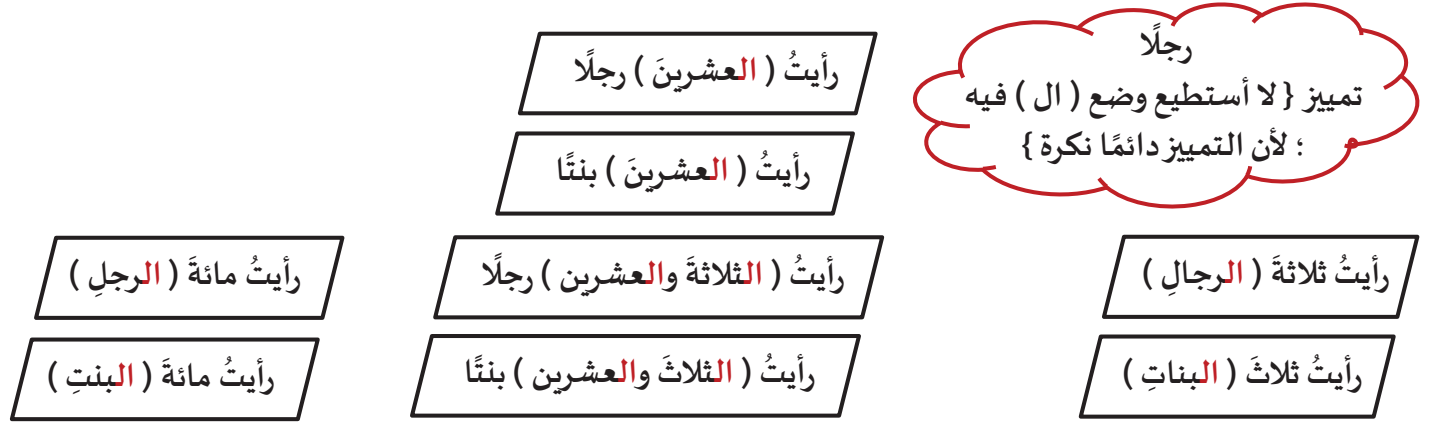 رجلًا
تمييز { لا أستطيع وضع ( ال ) فيه
؛ لأن التمييز دائمًا نكرة }
رأيتُ ( العشرينَ ) رجلًا
رأيتُ ( العشرينَ ) بنتًا
رأيتُ ثلاثةَ ( الرجالِ )
رأيتُ ( الثلاثةَ والعشرين ) رجلًا
رأيتُ مائةَ ( الرجلِ )
رأيتُ ثلاثَ ( البناتِ )
رأيتُ ( الثلاثَ والعشرين ) بنتًا
رأيتُ مائةَ ( البنتِ )